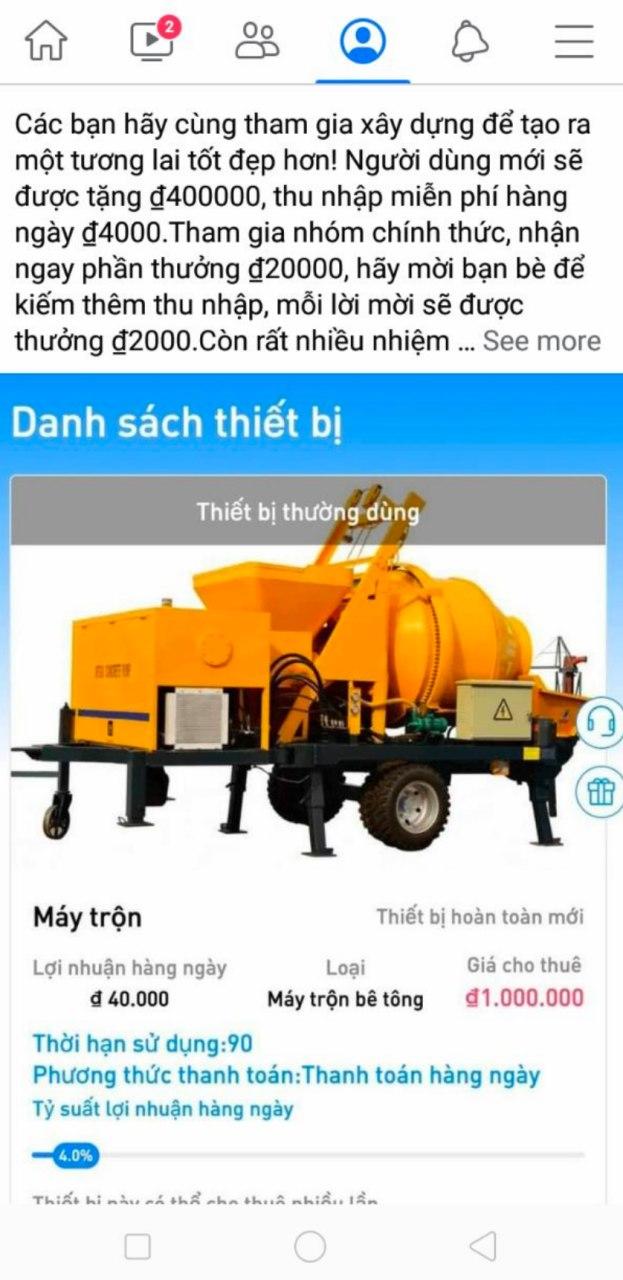 2
Các bạn hãy cùng tham gia xây dựng để tạo ra
một tương lai tốt đẹp hơn! Người dùng mới sẽ
được tặng ₫400000, thu nhập miễn phí hàng
ngày ₫4000.Tham gia nhóm chính thức, nhận
ngay phần thưởng ₫20000, hãy mời bạn bè để
kiếm thêm thu nhập, mỗi lời mời sẽ được
thưởng ₫2000.Còn rất nhiều nhiệm ... See more
Danh sách thiết bị
Thiết bị thường dùng
Máy trộn
Thiết bị hoàn toàn mới
Lợi nhuận hàng ngày
Loại
Giá cho thuê
₫ 40.000
Máy trộn bê tông
₫1.000.000
Thời hạn sử dụng:90
Phương thức thanh toán:Thanh toán hàng ngày
Tỷ suất lợi nhuận hàng ngày
4.0%
Thiết bị này có thể cho thuê nhiều lần